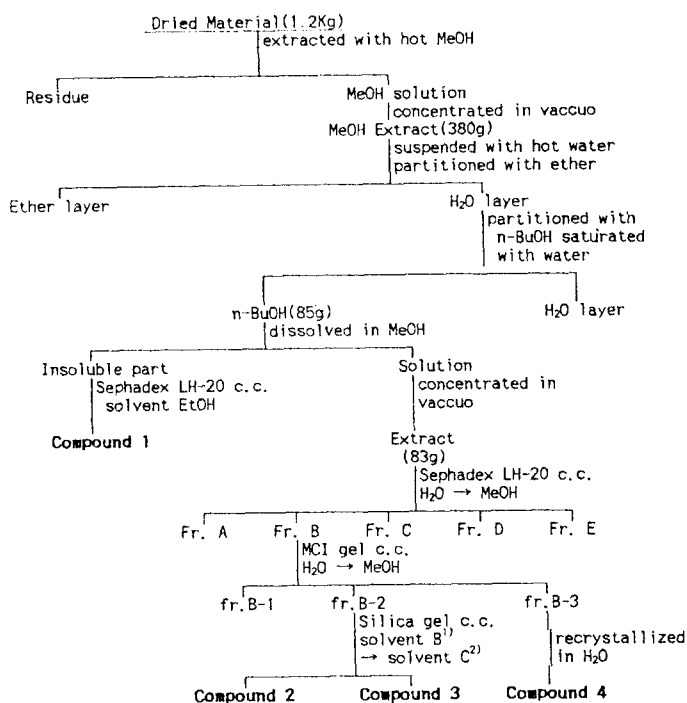 Dried Material(1.2Kg)
extracted with hot MeOH
Residue
MeOH solution
concentrated in vaccuo
MeOH Extract(380g)
suspended with hot water
partitioned with ether
Ether layer
H₂O layer
partitioned with
n-BuOH saturated
with water
n-BuOH(85g)
dissolved in MeOH
H₂O layer
Insoluble part
Sephadex LH-20 c.c.
solvent EtOH
Compound 1
Solution
concentrated in
vaccuo
Extract
(83g)
Sephadex LH-20 c.c.
H₂O → MeOH
Fr. A Fr. B Fr. C Fr. D Fr. E
MCI gel c.c.
H₂O → MeOH
fr.B-1 fr.B-2 fr.B-3
Silica gel c.c.
solvent B¹⁾
→ solvent C²⁾
recrystallized
in H₂O
Compound 2 Compound 3 Compound 4